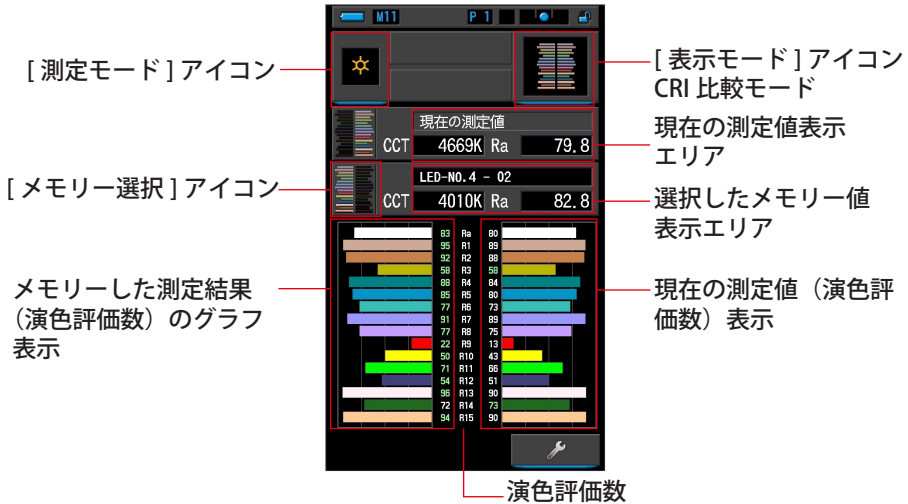 M11 P 1
[ 測定モード ] アイコン
[ 表示モード ] アイコン
CRI 比較モード
現在の測定値
CCT 4669K Ra 79.8
現在の測定値表示
エリア
[ メモリー選択 ] アイコン
LED-NO.4 - 02
CCT 4010K Ra 82.8
選択したメモリー値
表示エリア
メモリーした測定結果
（演色評価数）のグラフ
表示
83 Ra 80
95 R1 89
92 R2 88
58 R3 58
88 R4 84
85 R5 80
77 R6 73
91 R7 89
77 R8 75
22 R9 13
50 R10 43
71 R11 66
54 R12 51
96 R13 90
72 R14 73
94 R15 90
現在の測定値（演色評
価数）表示
演色評価数